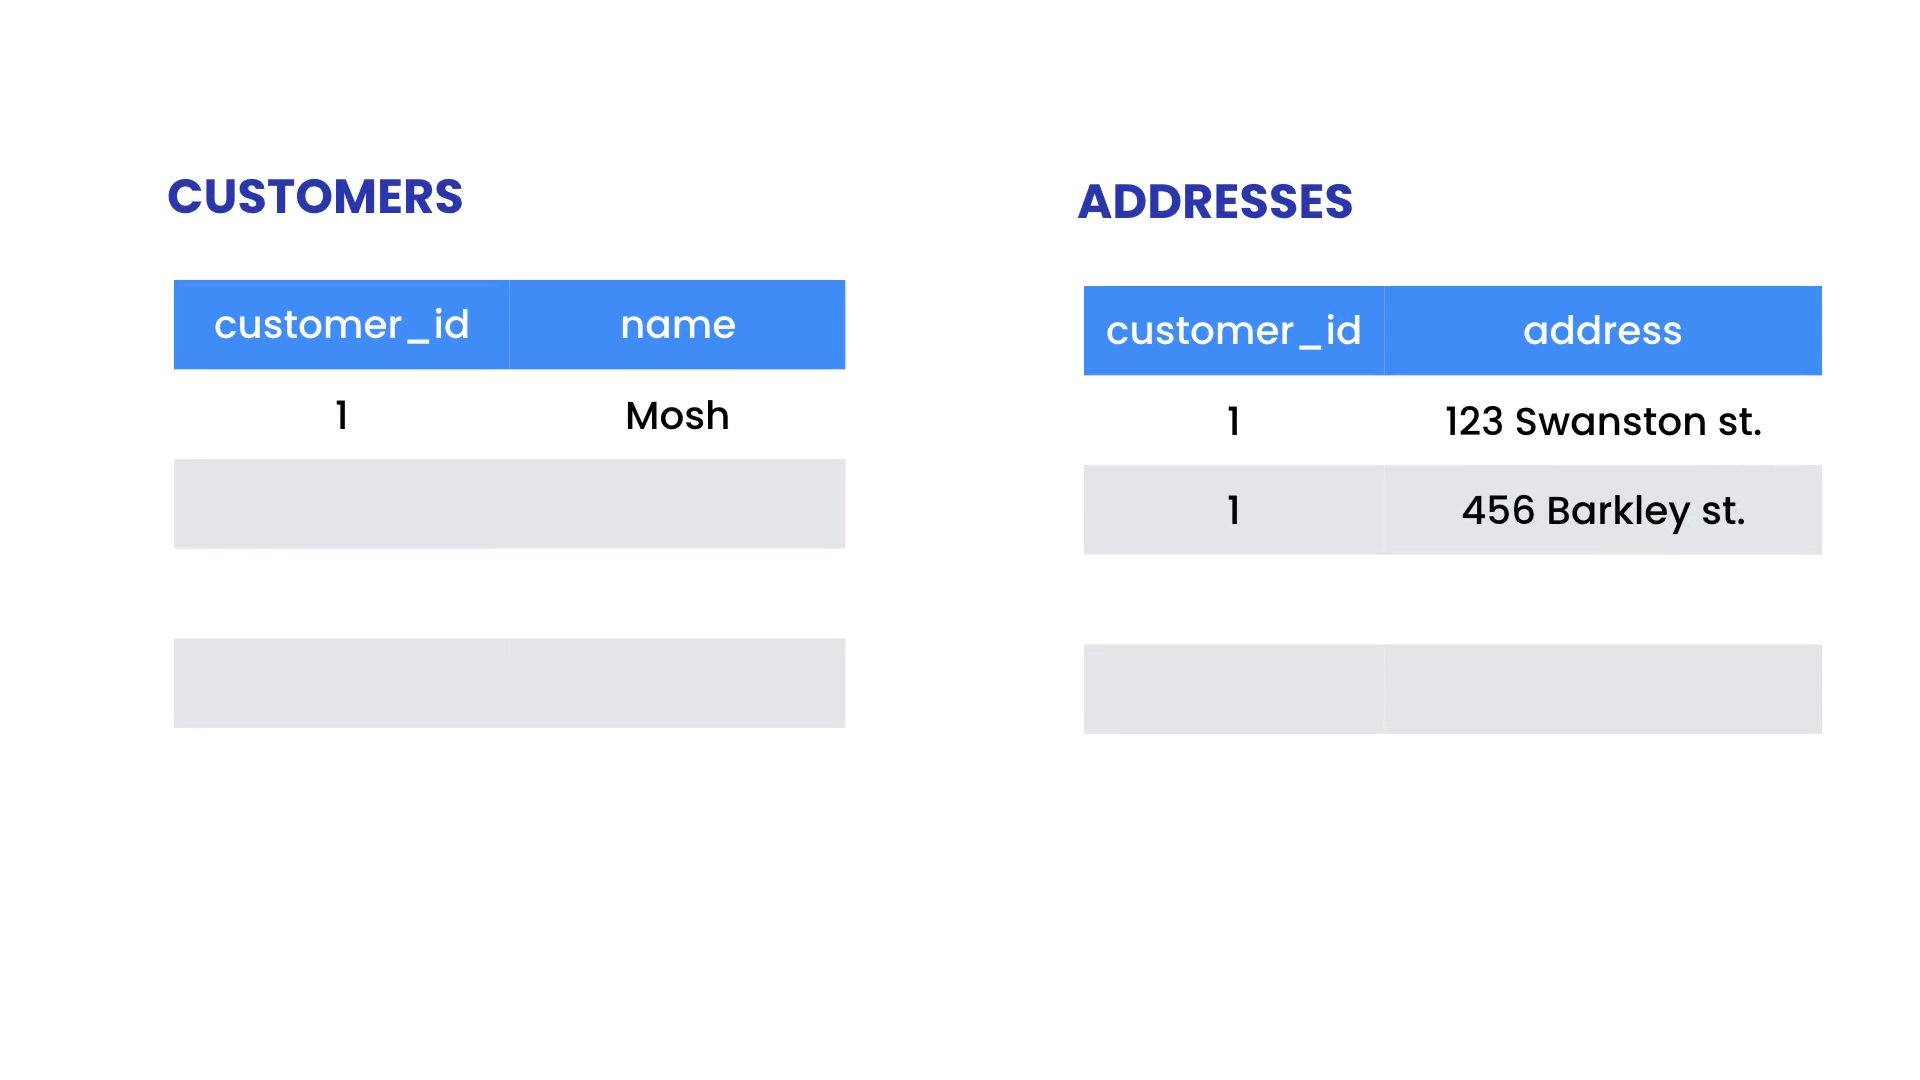 CUSTOMERS
customer_id name
1 Mosh
ADDRESSES
customer_id address
1 123 Swanston st.
1 456 Barkley st.